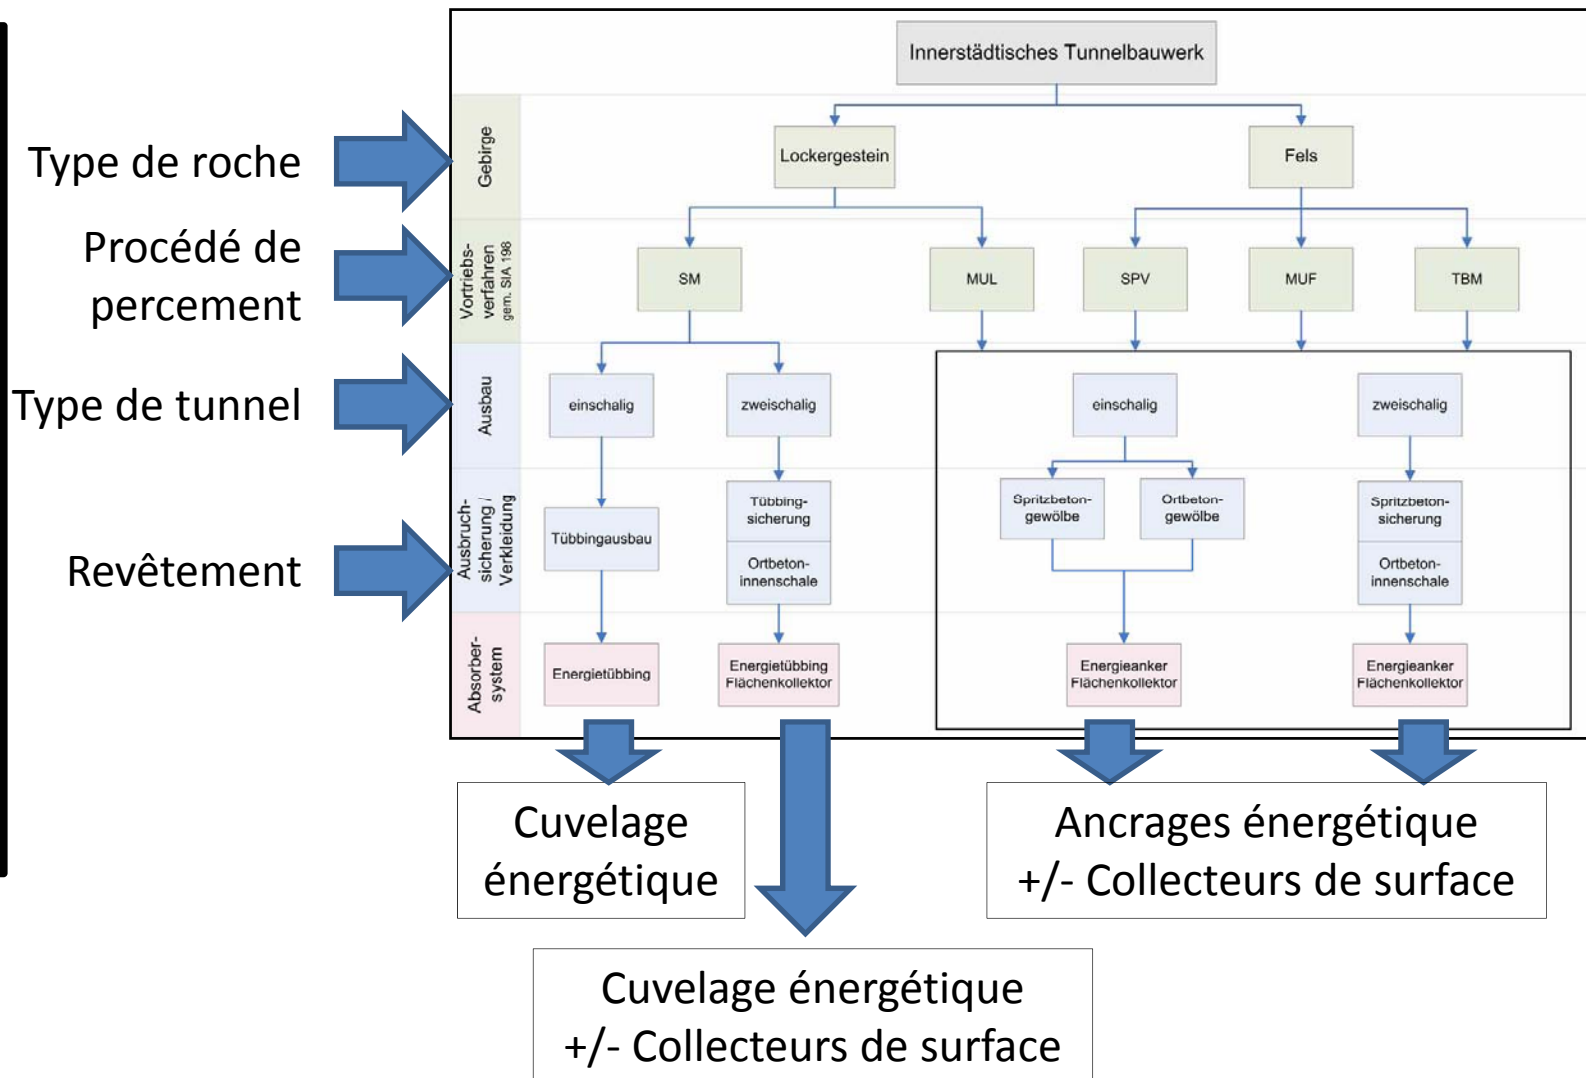 Innerstädtisches Tunnelbauwerk
Type de roche
Gebirge
Lockergestein
Fels
Procédé de
percement
Vortriebs-
verfahren
gem. SIA 198
SM
MUL
SPV
MUF
TBM
Type de tunnel
Ausbau
einschalig
zweischalig
einschalig
zweischalig
Revêtement
Ausbruch-
sicherung /
Verkleidung
Tübbingausbau
Tübbing-
sicherung
Ortbeton-
innenschale
Spritzbeton-
gewölbe
Ortbeton-
gewölbe
Spritzbeton-
sicherung
Ortbeton-
innenschale
Absorber-
system
Energietübbing
Energietübbing
Flächenkollektor
Energieanker
Flächenkollektor
Energieanker
Flächenkollektor
Cuvelage
énergétique
Ancrages énergétique
+/- Collecteurs de surface
Cuvelage énergétique
+/- Collecteurs de surface